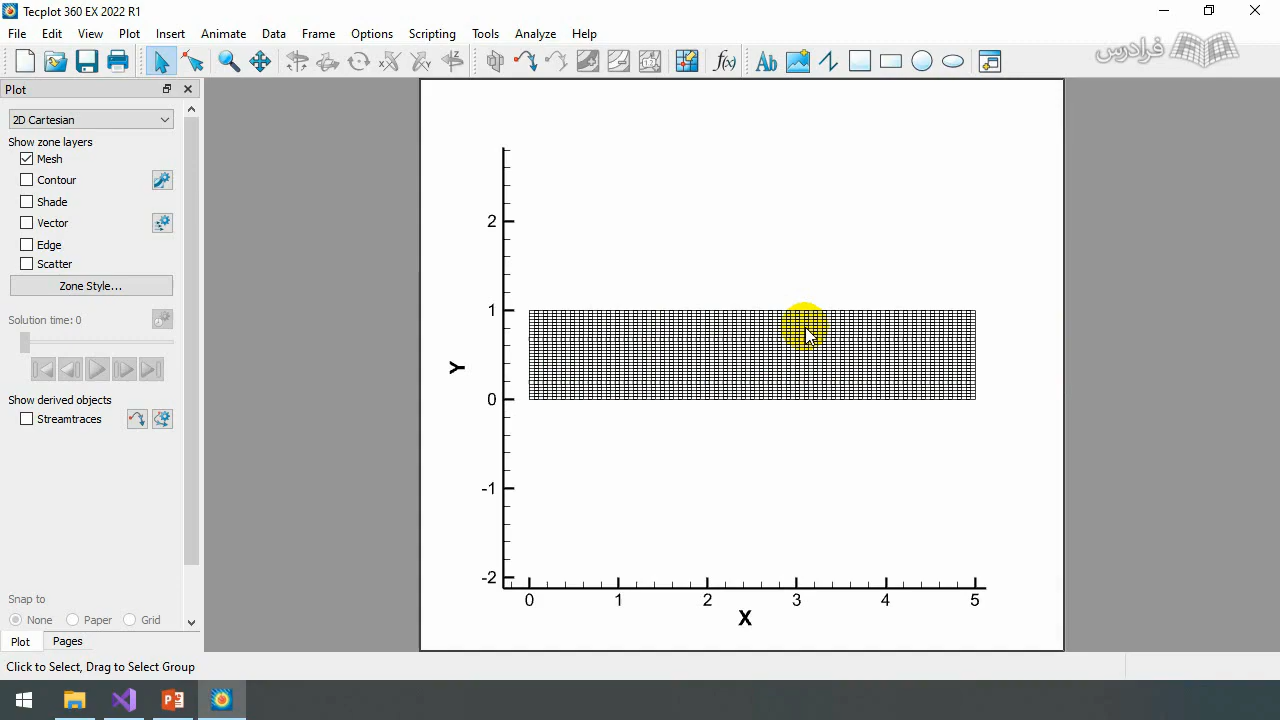 Tecplot 360 EX 2022 R1
File Edit View Plot Insert Animate Data Frame Options Scripting Tools Analyze Help
Ab
f(x)
فرادرس
Plot
2D Cartesian
Show zone layers
Mesh
Contour
Shade
Vector
Edge
Scatter
Zone Style...
Solution time: 0
Show derived objects
Streamtraces
Snap to
None Paper Grid
Plot Pages
2
1
0
-1
-2
Y
0 1 2 3 4 5
X
Click to Select, Drag to Select Group